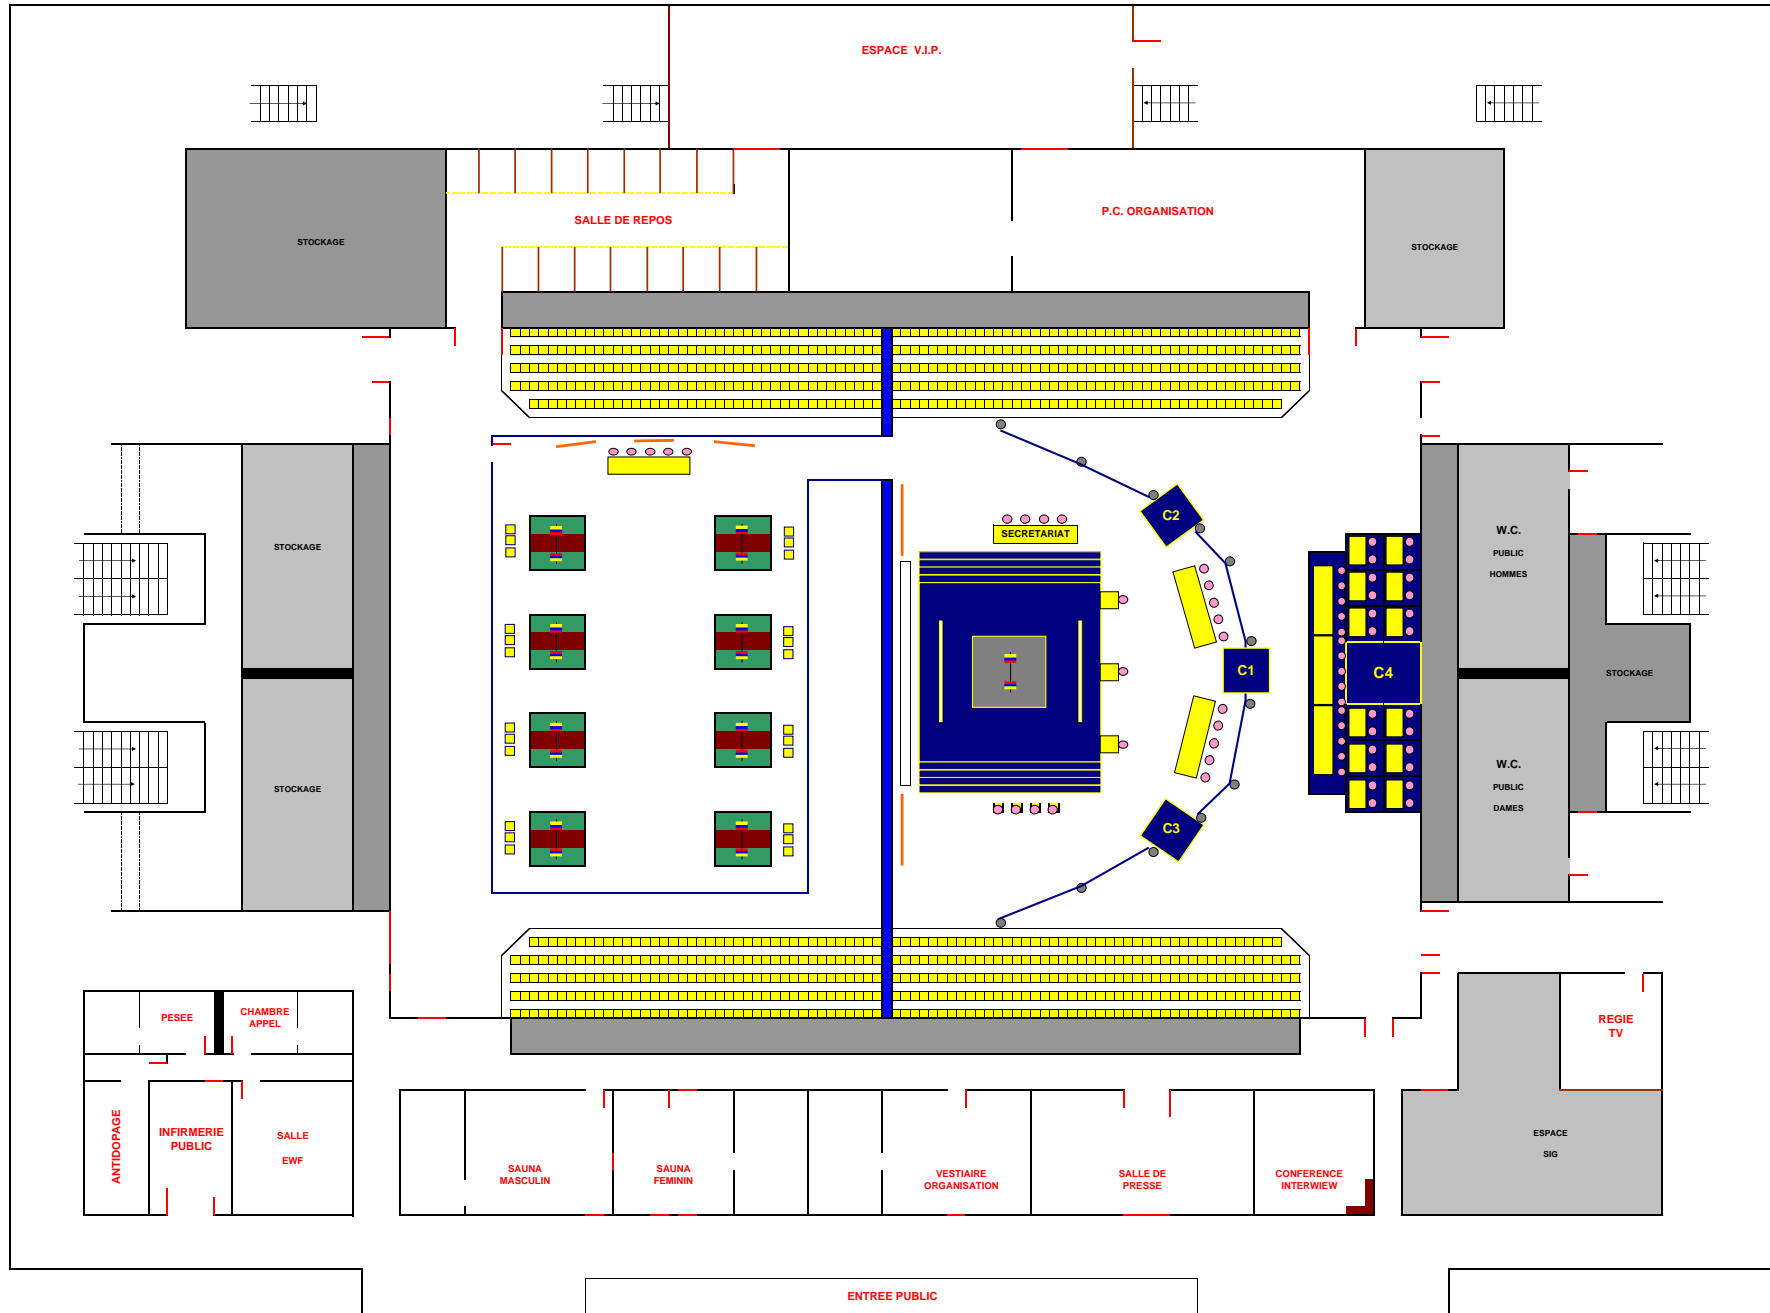 ESPACE V.I.P.
SALLE DE REPOS
P.C. ORGANISATION
STOCKAGE
STOCKAGE
C2
SECRETARIAT
W.C.
PUBLIC
HOMMES
STOCKAGE
C1
C4
STOCKAGE
W.C.
PUBLIC
DAMES
STOCKAGE
C3
PESEE
CHAMBRE
APPEL
REGIE
TV
ANTIDOPAGE
INFIRMERIE
PUBLIC
SALLE
EWF
SAUNA
MASCULIN
SAUNA
FEMININ
VESTIAIRE
ORGANISATION
SALLE DE
PRESSE
CONFERENCE
INTERWIEW
ESPACE
SIG
ENTREE PUBLIC